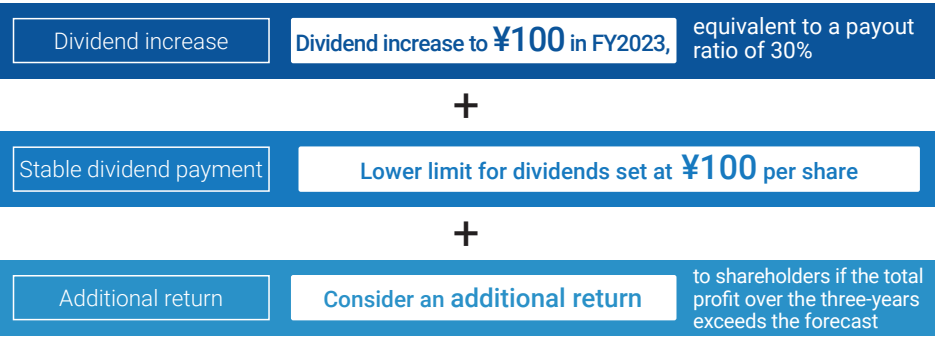 Dividend increase
Dividend increase to ¥100 in FY2023,
equivalent to a payout
ratio of 30%
+
Stable dividend payment
Lower limit for dividends set at ¥100 per share
+
Additional return
Consider an additional return
to shareholders if the total
profit over the three-years
exceeds the forecast